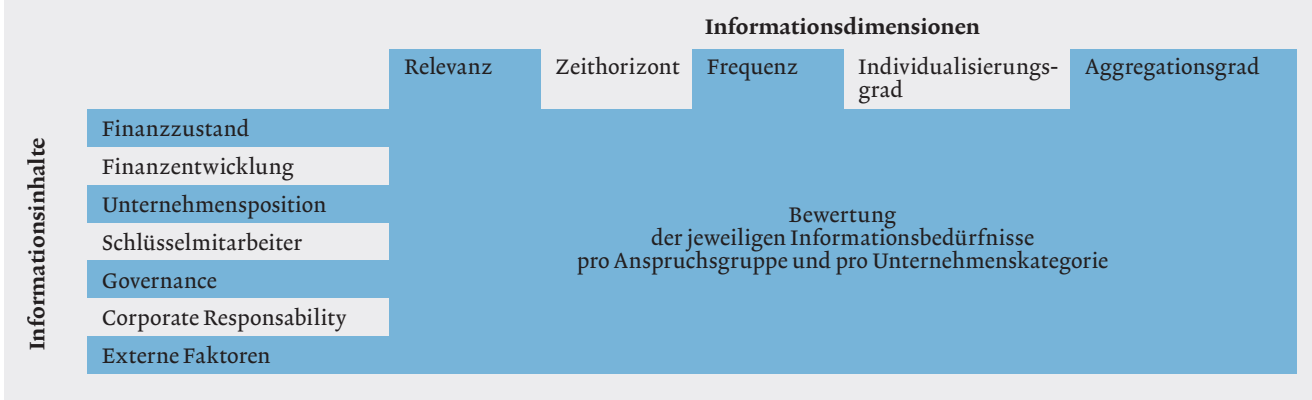 Informationsdimensionen
Relevanz
Zeithorizont
Frequenz
Individualisierungs-
grad
Aggregationsgrad
Informationsinhalte
Finanzzustand
Finanzentwicklung
Unternehmensposition
Schlüsselmitarbeiter
Governance
Corporate Responsability
Externe Faktoren
Bewertung
der jeweiligen Informationsbedürfnisse
pro Anspruchsgruppe und pro Unternehmenskategorie